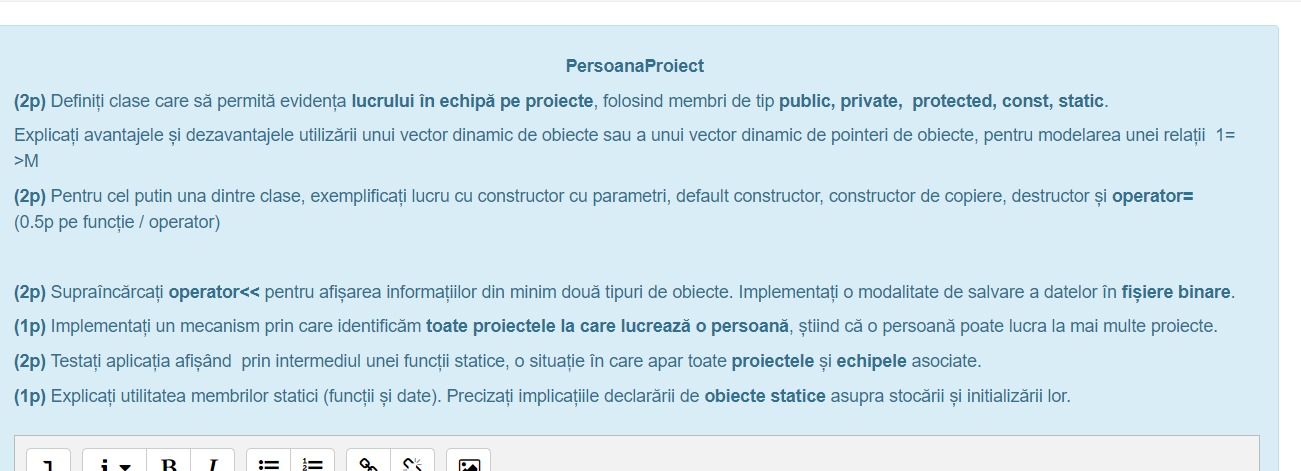 PersoanaProiect
(2p) Definiți clase care să permită evidența lucrului în echipă pe proiecte, folosind membri de tip public, private, protected, const, static.
Explicați avantajele și dezavantajele utilizării unui vector dinamic de obiecte sau a unui vector dinamic de pointeri de obiecte, pentru modelarea unei relații 1=
>M
(2p) Pentru cel putin una dintre clase, exemplificați lucru cu constructor cu parametri, default constructor, constructor de copiere, destructor și operator=
(0.5p pe funcție / operator)
(2p) Supraîncărcați operator<< pentru afișarea informațiilor din minim două tipuri de obiecte. Implementați o modalitate de salvare a datelor în fișiere binare.
(1p) Implementați un mecanism prin care identificăm toate proiectele la care lucrează o persoană, știind că o persoană poate lucra la mai multe proiecte.
(2p) Testați aplicația afișând prin intermediul unei funcții statice, o situație în care apar toate proiectele și echipele asociate.
(1p) Explicați utilitatea membrilor statici (funcții și date). Precizați implicațiile declarării de obiecte statice asupra stocării și initializării lor.
B I